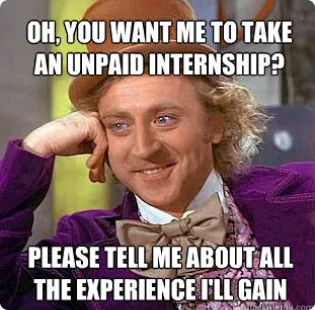 OH, YOU WANT ME TO TAKE
AN UNPAID INTERNSHIP?
PLEASE TELL ME ABOUT ALL
THE EXPERIENCE I'LL GAIN